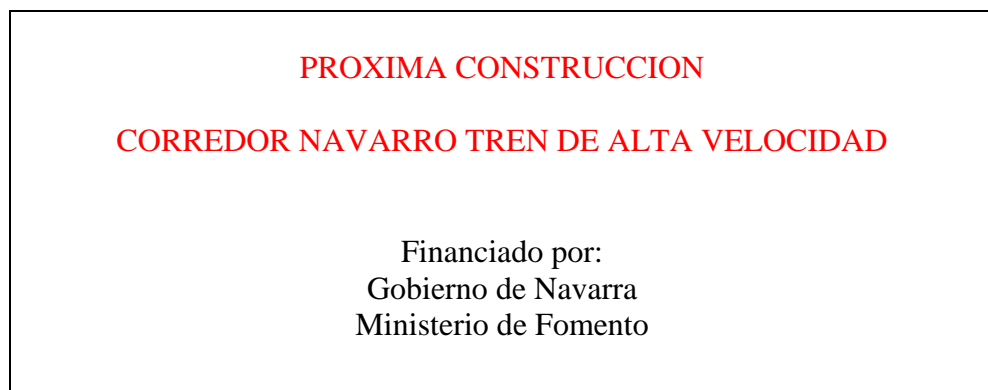 PROXIMA CONSTRUCCION
CORREDOR NAVARRO TREN DE ALTA VELOCIDAD
Financiado por:
Gobierno de Navarra
Ministerio de Fomento